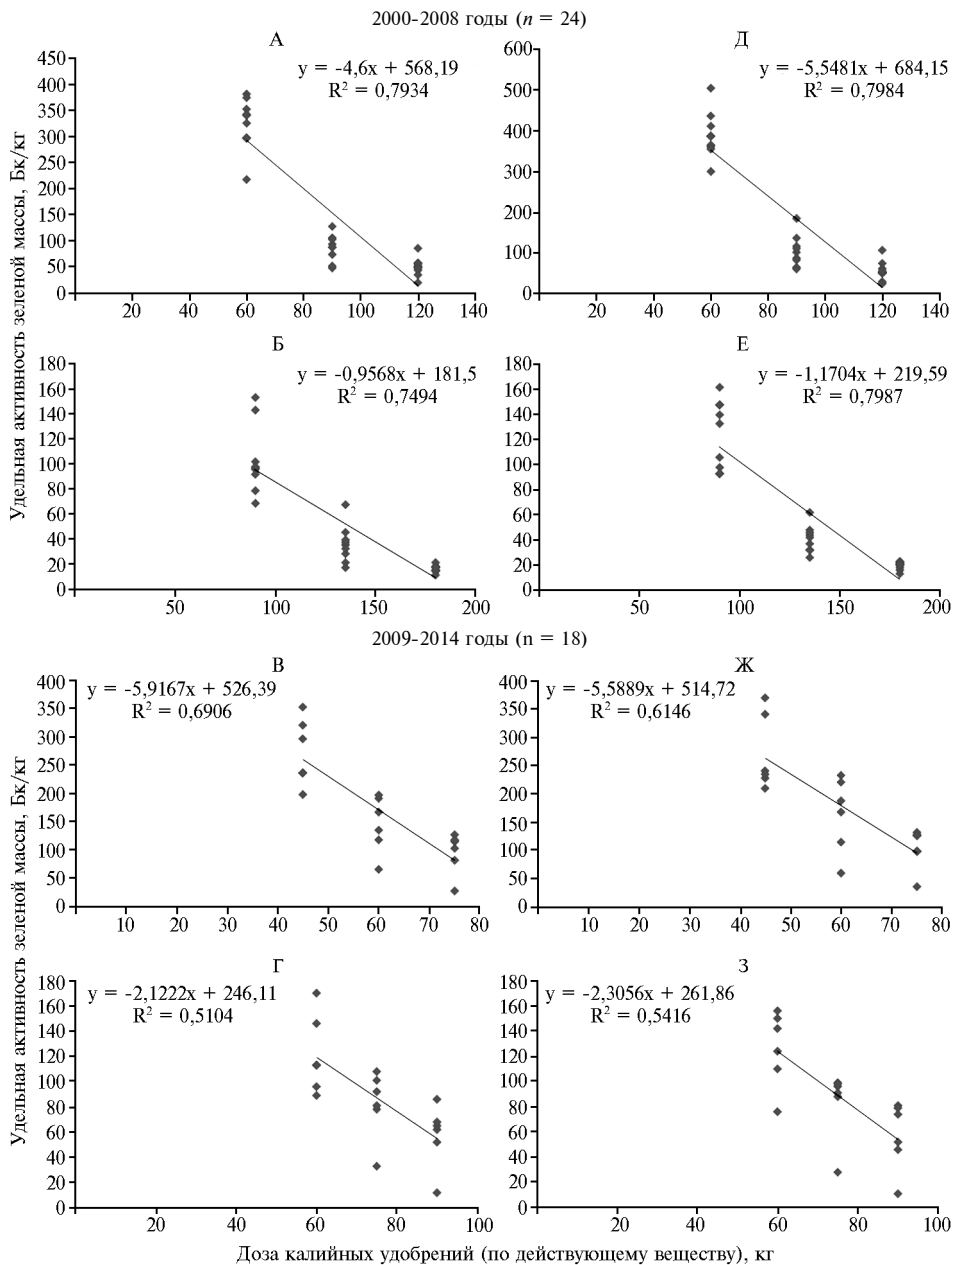 2000-2008 годы (n = 24)
Удельная активность зеленой массы, Бк/кг
А
y = -4,6x + 568,19
R² = 0,7934
450
400
350
300
250
200
150
100
50
0
20 40 60 80 100 120 140
Д
y = -5,5481x + 684,15
R² = 0,7984
600
500
400
300
200
100
0
20 40 60 80 100 120 140
Б
y = -0,9568x + 181,5
R² = 0,7494
180
160
140
120
100
80
60
40
20
0
50 100 150 200
Е
y = -1,1704x + 219,59
R² = 0,7987
180
160
140
120
100
80
60
40
20
0
50 100 150 200
2009-2014 годы (n = 18)
Удельная активность зеленой массы, Бк/кг
В
y = -5,9167x + 526,39
R² = 0,6906
400
350
300
250
200
150
100
50
0
10 20 30 40 50 60 70 80
Ж
y = -5,5889x + 514,72
R² = 0,6146
400
350
300
250
200
150
100
50
0
10 20 30 40 50 60 70 80
Г
y = -2,1222x + 246,11
R² = 0,5104
180
160
140
120
100
80
60
40
20
0
20 40 60 80 100
З
y = -2,3056x + 261,86
R² = 0,5416
180
160
140
120
100
80
60
40
20
0
20 40 60 80 100
Доза калийных удобрений (по действующему веществу), кг